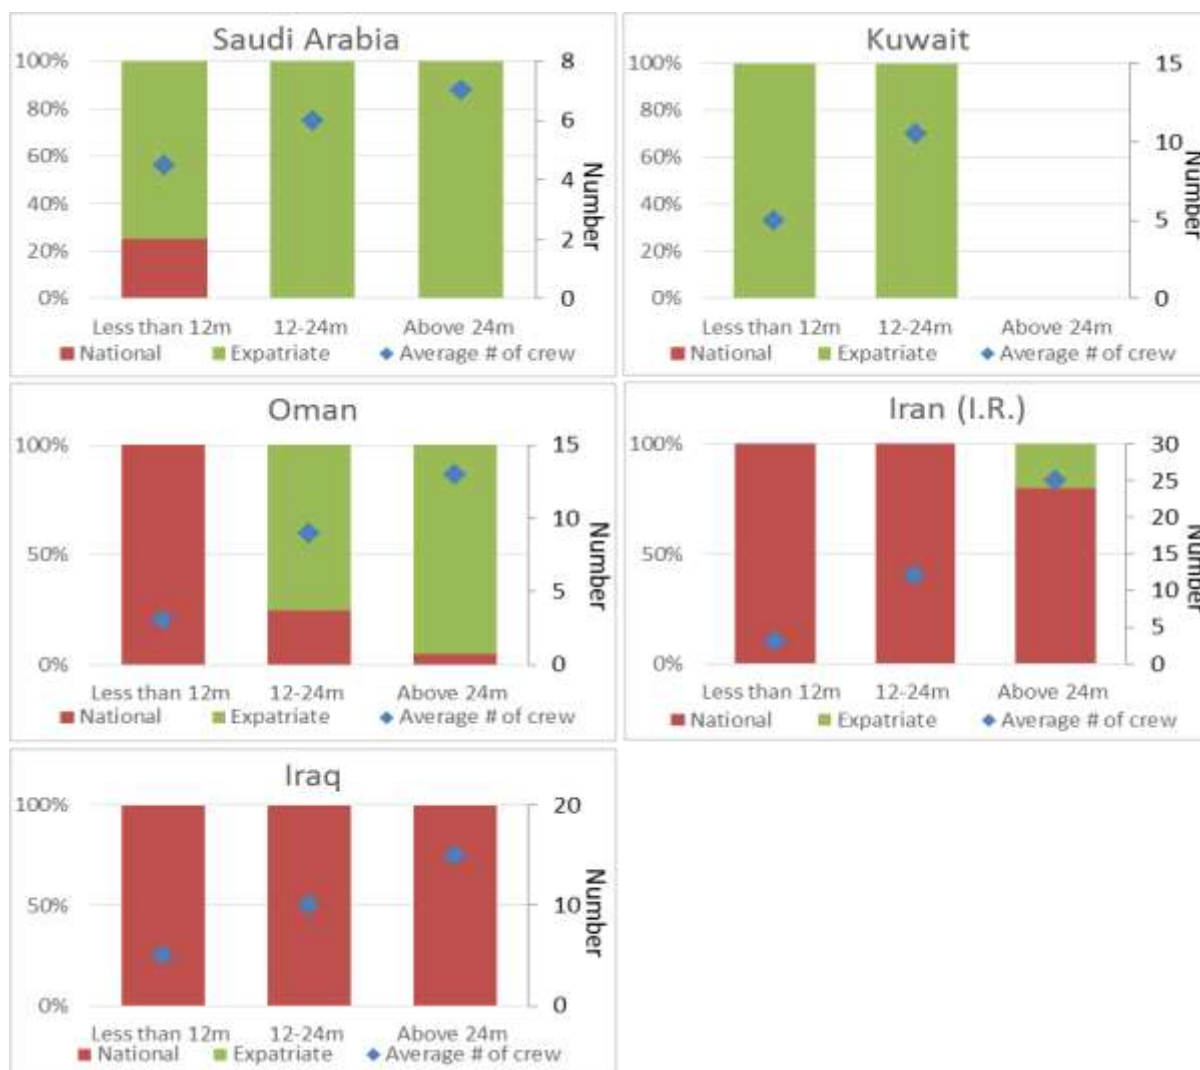 Saudi Arabia
100%
80%
60%
40%
20%
0%
8
6
4
2
0
Number
Less than 12m 12-24m Above 24m
National Expatriate Average # of crew
Kuwait
100%
80%
60%
40%
20%
0%
15
10
5
0
Number
Less than 12m 12-24m Above 24m
National Expatriate Average # of crew
Oman
100%
50%
0%
15
10
5
0
Number
Less than 12m 12-24m Above 24m
National Expatriate Average # of crew
Iran (I.R.)
100%
50%
0%
30
25
20
15
10
5
0
Number
Less than 12m 12-24m Above 24m
National Expatriate Average # of crew
Iraq
100%
50%
0%
20
10
0
Number
Less than 12m 12-24m Above 24m
National Expatriate Average # of crew